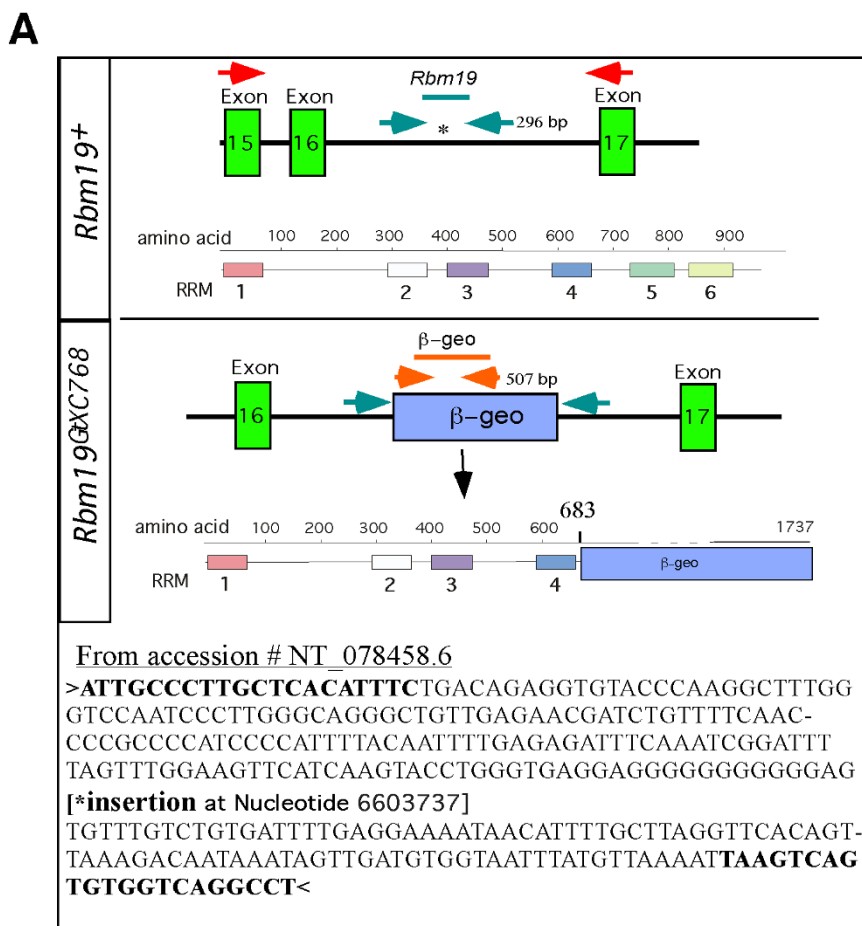 A
Rbm19+
Rbm19
Exon
Exon
Exon
15
16
*
296 bp
17
amino acid
100 200 300 400 500 600 700 800 900
RRM
1 2 3 4 5 6
Rbm19GtXC768
β-geo
Exon
507 bp
Exon
16
β-geo
17
683
amino acid
100 200 300 400 500 600
1737
RRM
1 2 3 4
β-geo
From accession # NT_078458.6
>ATTGCCCTTGCTCACATTTCTGACAGAGGTGTACCCAAGGCTTTGG
GTCCAATCCCTTGGGCAGGGCTGTTGAGAACGATCTGTTTTCAAC-
CCCGCCCCATCCCCATTTTACAATTTTGAGAGATTTCAAATCGGATTT
TAGTTTGGAAGTTCATCAAGTACCTGGGTGAGGAGGGGGGGGGGGAG
[*insertion at Nucleotide 6603737]
TGTTTGTCTGTGATTTTGAGGAAAATAACATTTTGCTTAGGTTCACAGT-
TAAAGACAATAAATAGTTGATGTGGTAATTTATGTTAAAATTAAGTCAG
TGTGGTCAGGCCT<